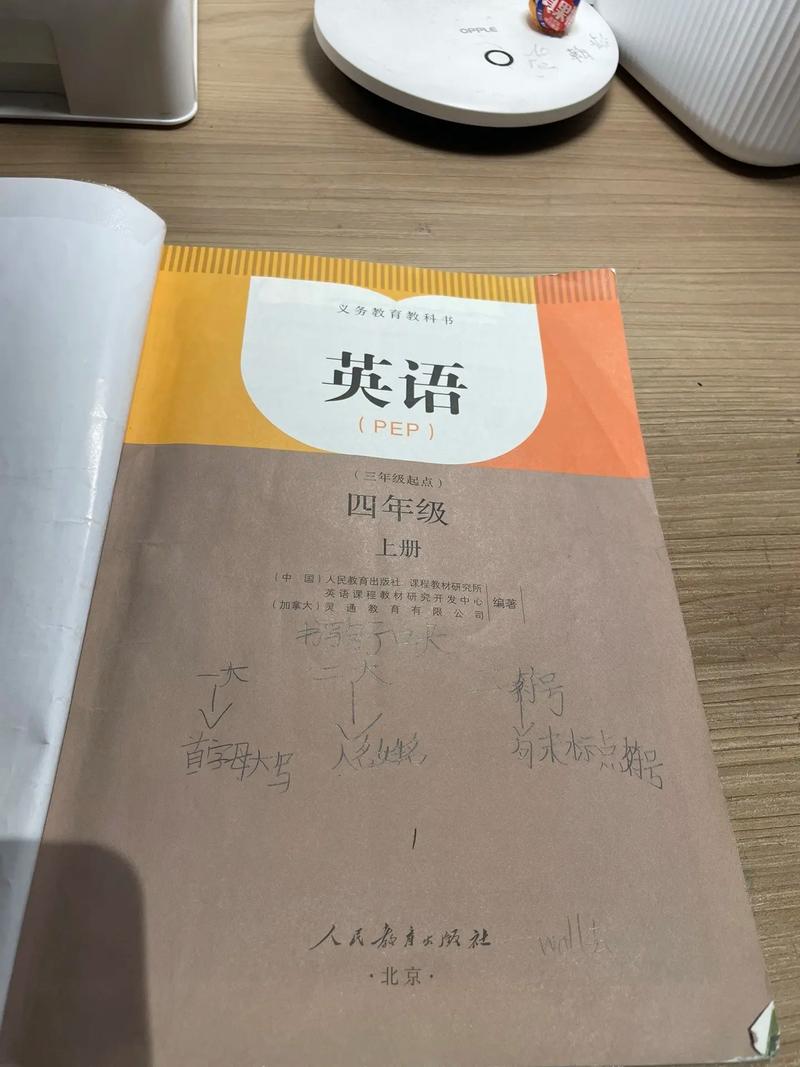 OPPLE
义务教育教科书
英语
（PEP）
（三年级起点）
四年级
上册
（中 国）人民教育出版社 课程教材研究所
英语课程教材研究开发中心 编著
（加拿大）灵通教育有限公司
书写句子口决
一大 二大 三符号
首字母大写 人名姓名 句末标点符号
1
人民教育出版社
·北京·